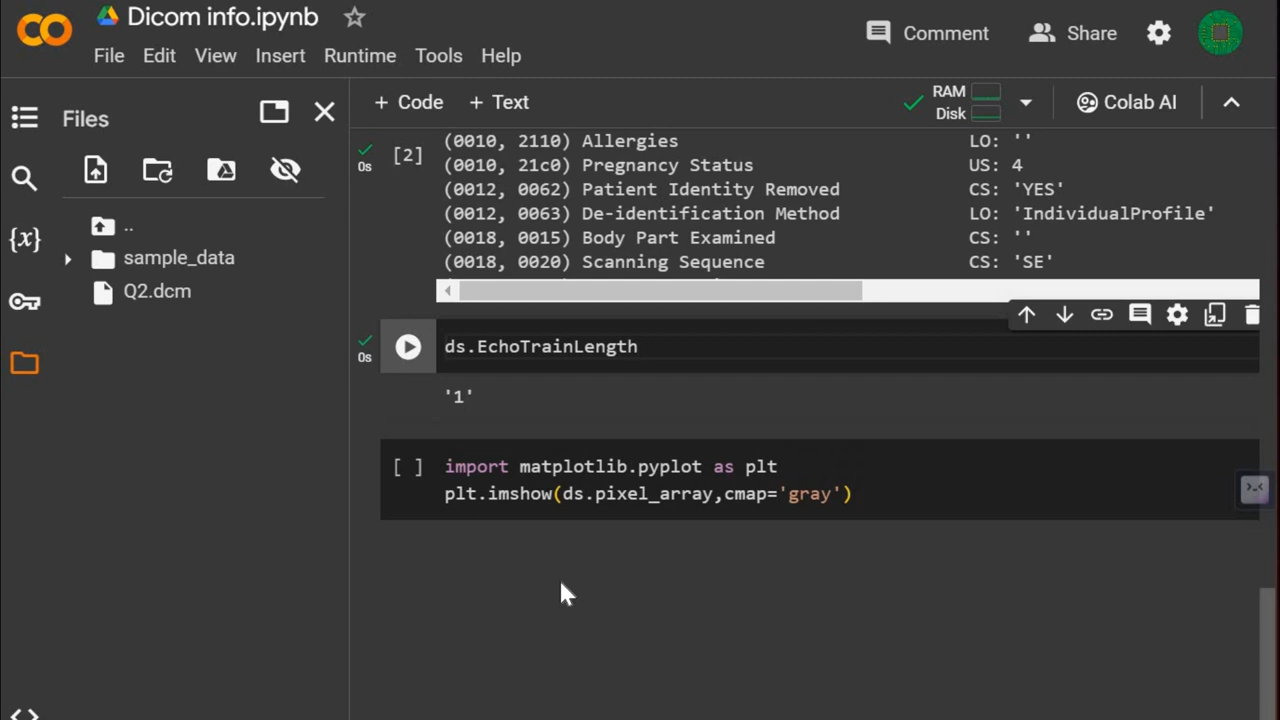 Dicom info.ipynb
File Edit View Insert Runtime Tools Help
Comment Share
Files
+ Code + Text
RAM
Disk
Colab AI
..
sample_data
Q2.dcm
{x}
[2]
0s
(0010, 2110) Allergies LO: ''
(0010, 21c0) Pregnancy Status US: 4
(0012, 0062) Patient Identity Removed CS: 'YES'
(0012, 0063) De-identification Method LO: 'IndividualProfile'
(0018, 0015) Body Part Examined CS: ''
(0018, 0020) Scanning Sequence CS: 'SE'
0s
ds.EchoTrainLength
'1'
[ ]
import matplotlib.pyplot as plt
plt.imshow(ds.pixel_array,cmap='gray')